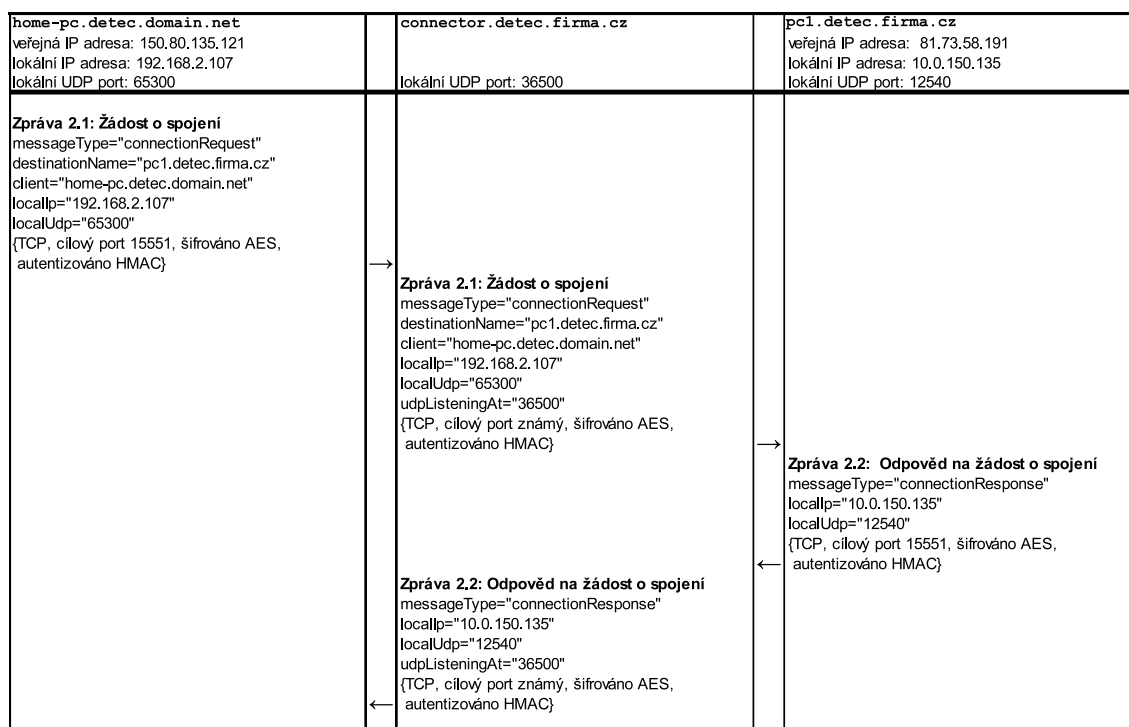 home-pc.detec.domain.net
veřejná IP adresa: 150.80.135.121
lokální IP adresa: 192.168.2.107
lokální UDP port: 65300
connector.detec.firma.cz
lokální UDP port: 36500
pc1.detec.firma.cz
veřejná IP adresa: 81.73.58.191
lokální IP adresa: 10.0.150.135
lokální UDP port: 12540
Zpráva 2.1: Žádost o spojení
messageType="connectionRequest"
destinationName="pc1.detec.firma.cz"
client="home-pc.detec.domain.net"
localIp="192.168.2.107"
localUdp="65300"
{TCP, cílový port 15551, šifrováno AES,
autentizováno HMAC}
→
Zpráva 2.1: Žádost o spojení
messageType="connectionRequest"
destinationName="pc1.detec.firma.cz"
client="home-pc.detec.domain.net"
localIp="192.168.2.107"
localUdp="65300"
udpListeningAt="36500"
{TCP, cílový port známý, šifrováno AES,
autentizováno HMAC}
→
Zpráva 2.2: Odpověd na žádost o spojení
messageType="connectionResponse"
localIp="10.0.150.135"
localUdp="12540"
{TCP, cílový port 15551, šifrováno AES,
autentizováno HMAC}
←
Zpráva 2.2: Odpověd na žádost o spojení
messageType="connectionResponse"
localIp="10.0.150.135"
localUdp="12540"
udpListeningAt="36500"
{TCP, cílový port známý, šifrováno AES,
autentizováno HMAC}
←